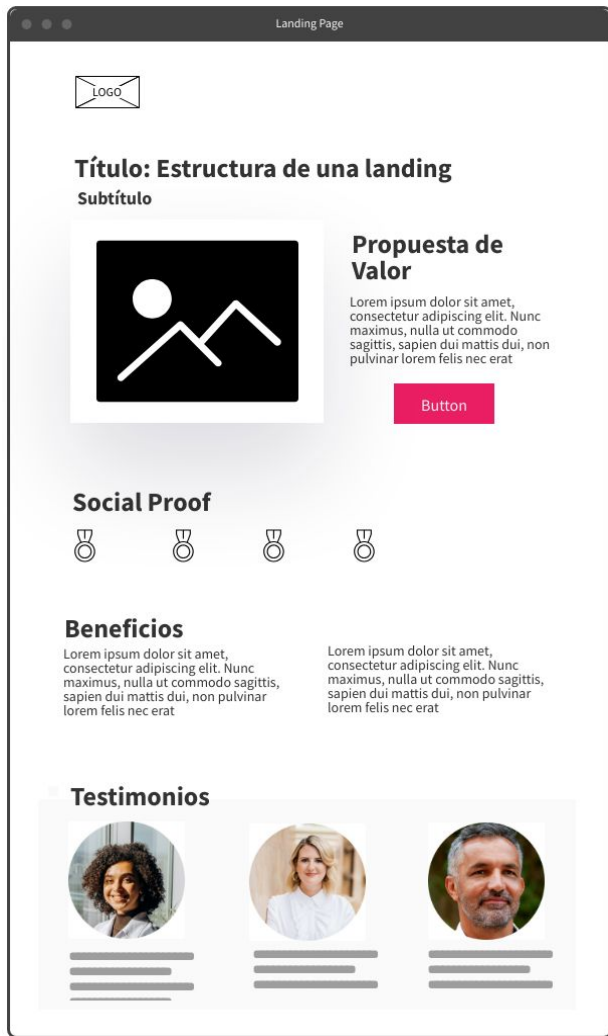 Landing Page
LOGO
Título: Estructura de una landing
Subtítulo
Propuesta de
Valor
Lorem ipsum dolor sit amet,
consectetur adipiscing elit. Nunc
maximus, nulla ut commodo
sagittis, sapien dui mattis dui, non
pulvinar lorem felis nec erat
Button
Social Proof
Beneficios
Lorem ipsum dolor sit amet,
consectetur adipiscing elit. Nunc
maximus, nulla ut commodo sagittis,
sapien dui mattis dui, non pulvinar
lorem felis nec erat
Lorem ipsum dolor sit amet,
consectetur adipiscing elit. Nunc
maximus, nulla ut commodo sagittis,
sapien dui mattis dui, non pulvinar
lorem felis nec erat
Testimonios